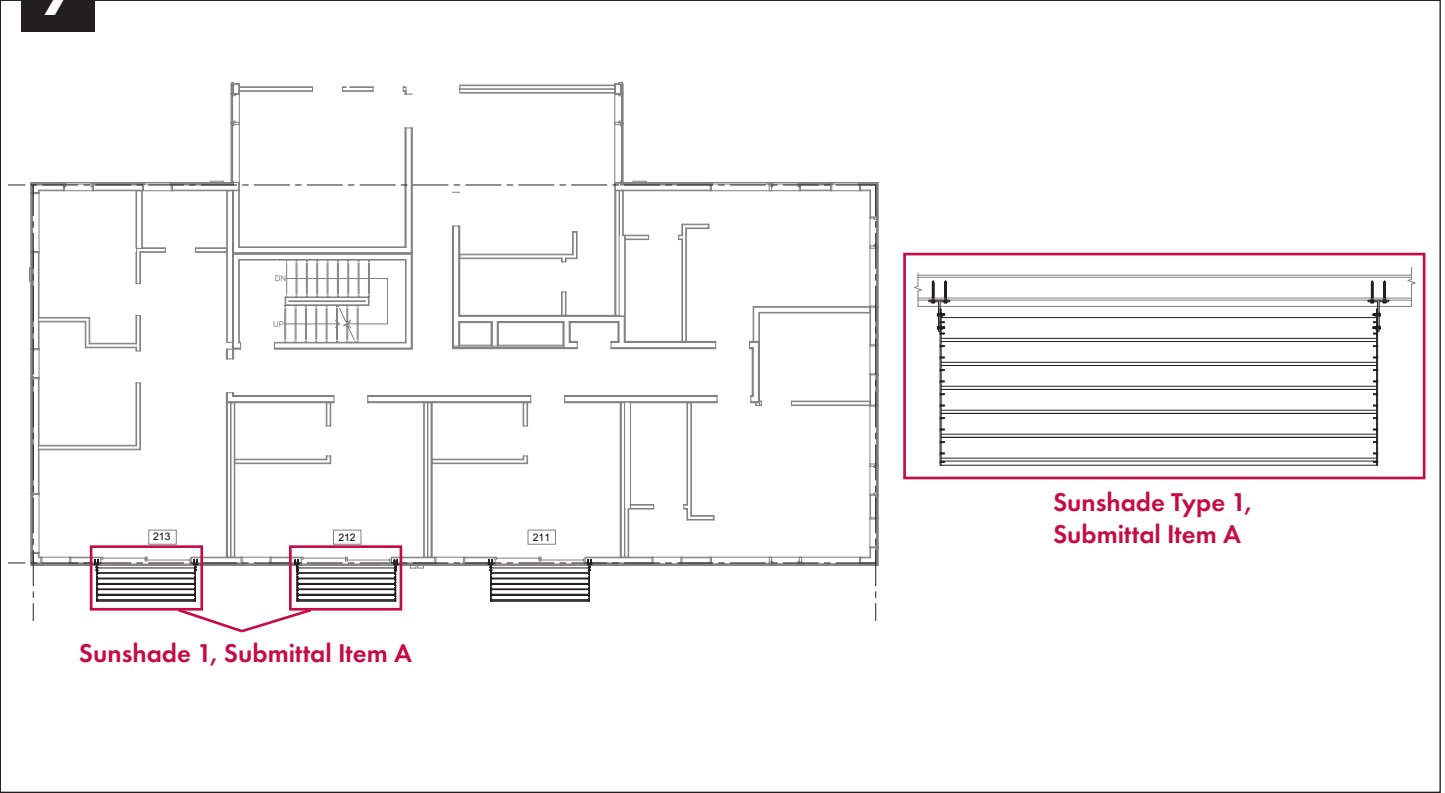 DN
UP
213
212
211
Sunshade Type 1,
Submittal Item A
Sunshade 1, Submittal Item A